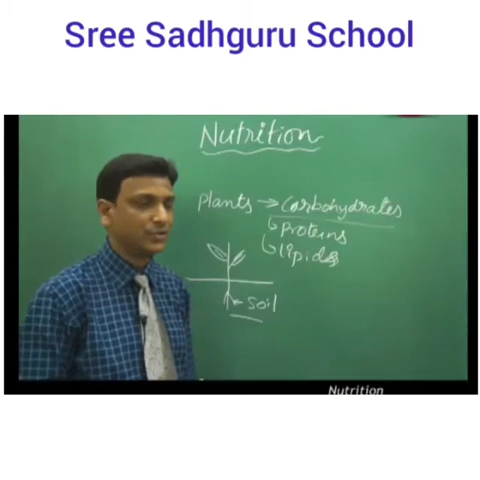 Sree Sadhguru School
Nutrition
Plants → Carbohydrates
↳ Proteins
↳ lipids
← Soil
Nutrition